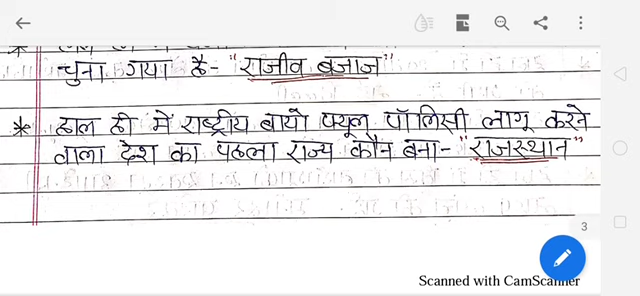 चुना गया है- "राजीव बजाज"
* हाल ही में राष्ट्रीय बायो फ्यूल पॉलिसी लागू करने
वाला देश का पहला राज्य कौन बना- "राजस्थान"
3
Scanned with CamScanner